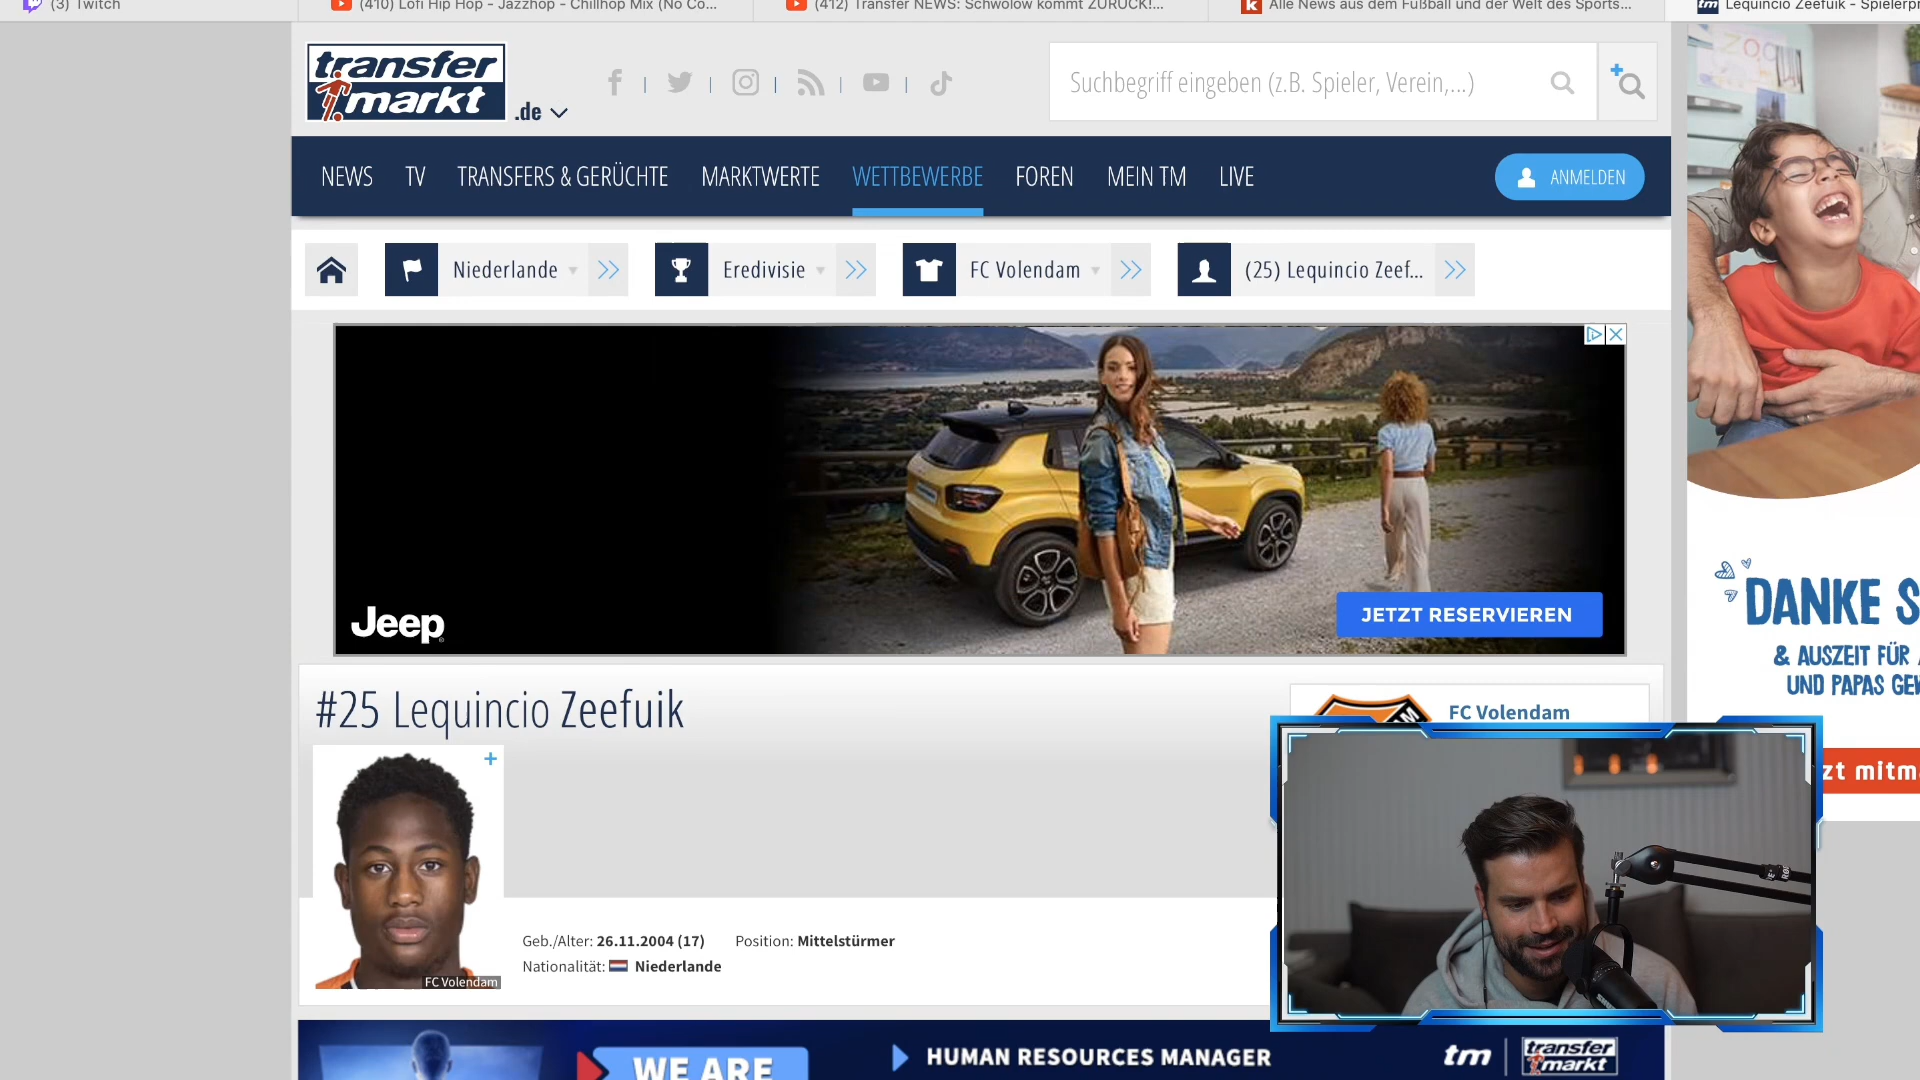 (3) Twitch
(410) Lofi Hip Hop - Jazzhop - Chillhop Mix (No Co...
(412) Transfer NEWS: Schwolow kommt ZURÜCK!...
k
Alle News aus dem Fußball und der Welt des Sports...
tm
Lequincio Zeefuik - Spielerpr
transfer
markt
.de
Suchbegriff eingeben (z.B. Spieler, Verein,...)
NEWS TV TRANSFERS & GERÜCHTE MARKTWERTE WETTBEWERBE FOREN MEIN TM LIVE
ANMELDEN
Niederlande
Eredivisie
FC Volendam
(25) Lequincio Zeef...
Jeep
JETZT RESERVIEREN
DANKE S
& AUSZEIT FÜR
UND PAPAS GEW
zt mitm
#25 Lequincio Zeefuik
FC Volendam
FC Volendam
Geb./Alter: 26.11.2004 (17) Position: Mittelstürmer
Nationalität: Niederlande
WE ARE
HUMAN RESOURCES MANAGER
tm
transfer
markt